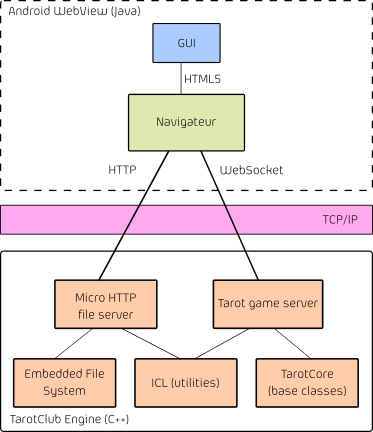 Android WebView (Java)
GUI
HTML5
Navigateur
HTTP
WebSocket
TCP/IP
Micro HTTP
file server
Tarot game server
Embedded File
System
ICL (utilities)
TarotCore
(base classes)
TarotClub Engine (C++)